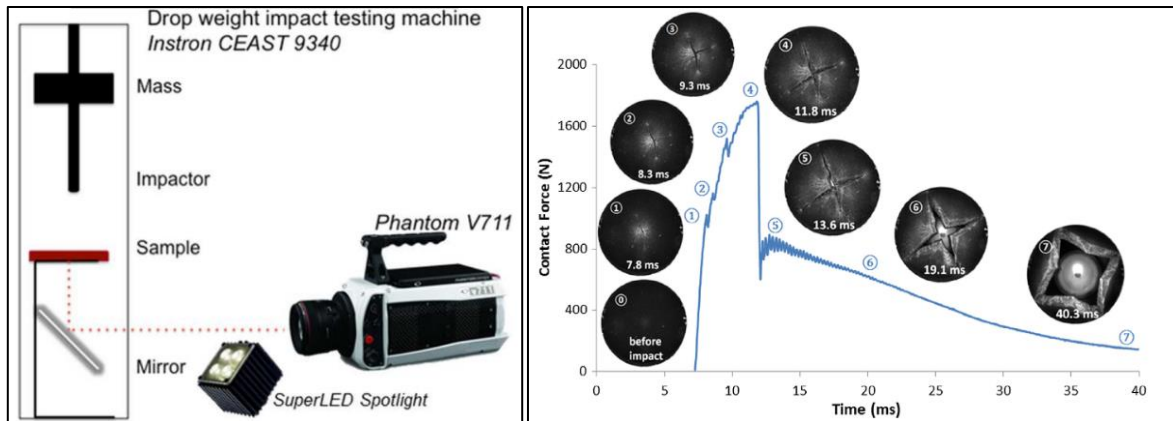 Drop weight impact testing machine
Instron CEAST 9340
Mass
Impactor
Sample
Mirror
Phantom V711
SuperLED Spotlight
Contact Force (N)
2000
1600
1200
800
400
0
0
5
10
15
20
25
30
35
40
Time (ms)
⓪
before
impact
①
7.8 ms
②
8.3 ms
③
9.3 ms
④
11.8 ms
⑤
13.6 ms
⑥
19.1 ms
⑦
40.3 ms
①
②
③
④
⑤
⑥
⑦